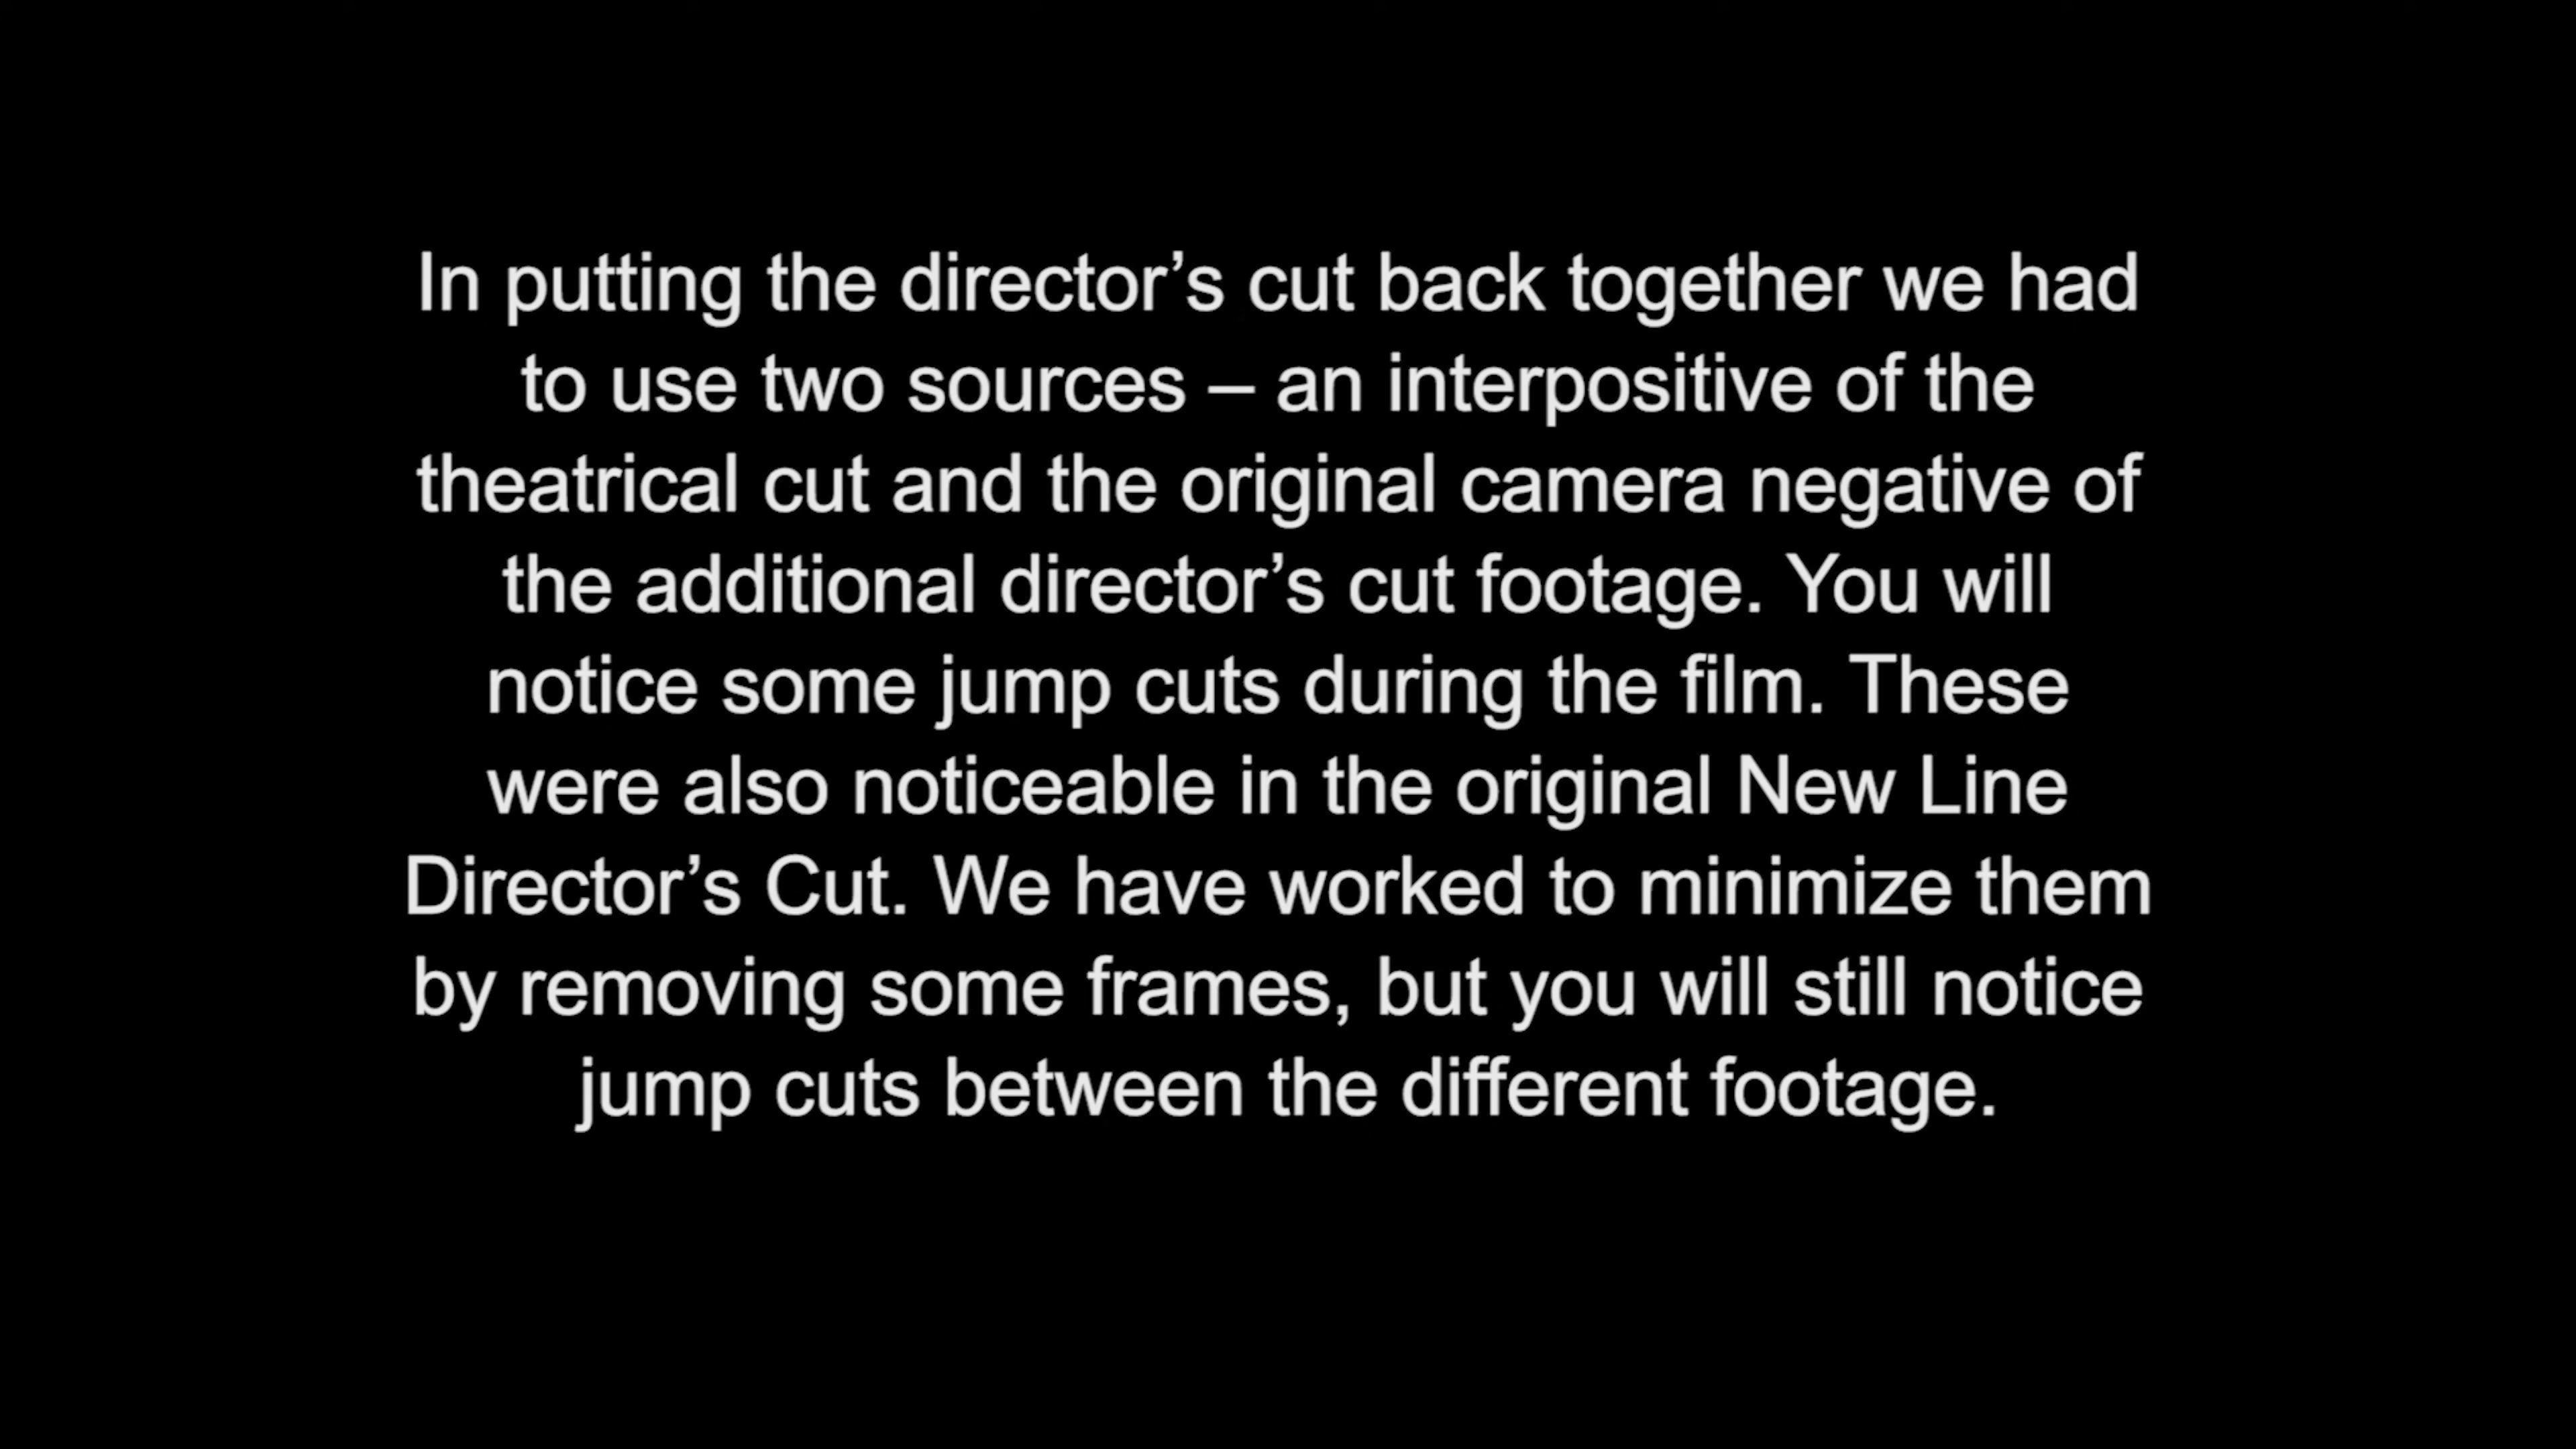 In putting the director’s cut back together we had
to use two sources – an interpositive of the
theatrical cut and the original camera negative of
the additional director’s cut footage. You will
notice some jump cuts during the film. These
were also noticeable in the original New Line
Director’s Cut. We have worked to minimize them
by removing some frames, but you will still notice
jump cuts between the different footage.